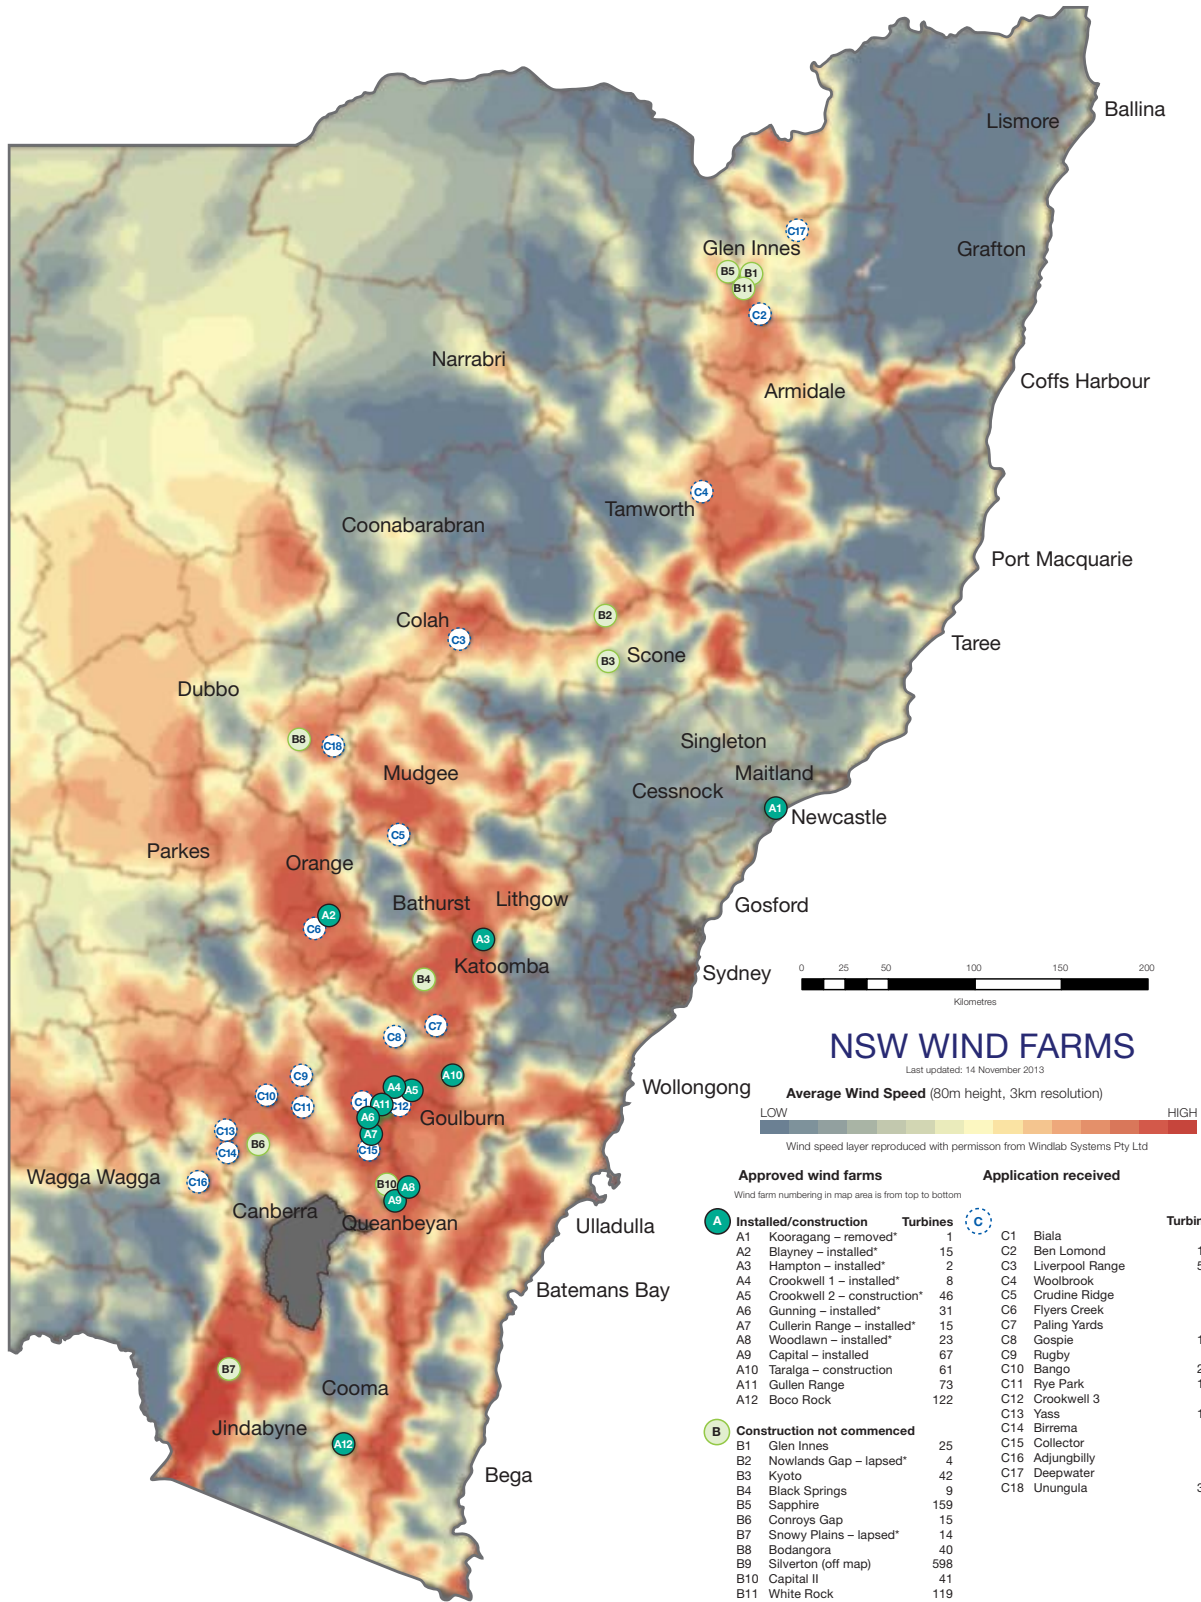 Ballina
Lismore
C17
Glen Innes
Grafton
B5
B1
B11
C2
Narrabri
Coffs Harbour
Armidale
C4
Tamworth
Coonabarabran
Port Macquarie
B2
Colah
C3
Taree
B3
Scone
Dubbo
B8
C18
Singleton
Mudgee
Maitland
Cessnock
A1
Newcastle
C5
Parkes
Orange
Bathurst
Lithgow
Gosford
A2
C6
A3
Katoomba
Sydney
B4
C7
C8
C9
A10
Wollongong
A4
A5
C10
C1
A11
C12
C11
A6
Goulburn
C13
A7
B6
C14
C15
Wagga Wagga
C16
B10
A8
A9
Canberra
Queanbeyan
Ulladulla
Batemans Bay
B7
Cooma
Jindabyne
A12
Bega
0 25 50 100 150 200
Kilometres
NSW WIND FARMS
Last updated: 14 November 2013
Average Wind Speed (80m height, 3km resolution)
LOW HIGH
Wind speed layer reproduced with permisson from Windlab Systems Pty Ltd
Approved wind farms
Wind farm numbering in map area is from top to bottom
A Installed/construction Turbines
A1 Kooragang – removed* 1
A2 Blayney – installed* 15
A3 Hampton – installed* 2
A4 Crookwell 1 – installed* 8
A5 Crookwell 2 – construction* 46
A6 Gunning – installed* 31
A7 Cullerin Range – installed* 15
A8 Woodlawn – installed* 23
A9 Capital – installed 67
A10 Taralga – construction 61
A11 Gullen Range 73
A12 Boco Rock 122
B Construction not commenced
B1 Glen Innes 25
B2 Nowlands Gap – lapsed* 4
B3 Kyoto 42
B4 Black Springs 9
B5 Sapphire 159
B6 Conroys Gap 15
B7 Snowy Plains – lapsed* 14
B8 Bodangora 40
B9 Silverton (off map) 598
B10 Capital II 41
B11 White Rock 119
Application received
C
C1 Biala
C2 Ben Lomond 1
C3 Liverpool Range 5
C4 Woolbrook
C5 Crudine Ridge
C6 Flyers Creek
C7 Paling Yards
C8 Gospie 1
C9 Rugby
C10 Bango 2
C11 Rye Park 1
C12 Crookwell 3
C13 Yass 1
C14 Birrema
C15 Collector
C16 Adjungbilly
C17 Deepwater
C18 Unungula 3